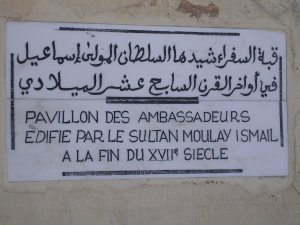 قبة السفراء شيدها السلطان المولى إسماعيل
في أواخر القرن السابع عشر الميلادي
PAVILLON DES AMBASSADEURS
EDIFIE PAR LE SULTAN MOULAY ISMAIL
A LA FIN DU XVIIe SIECLE